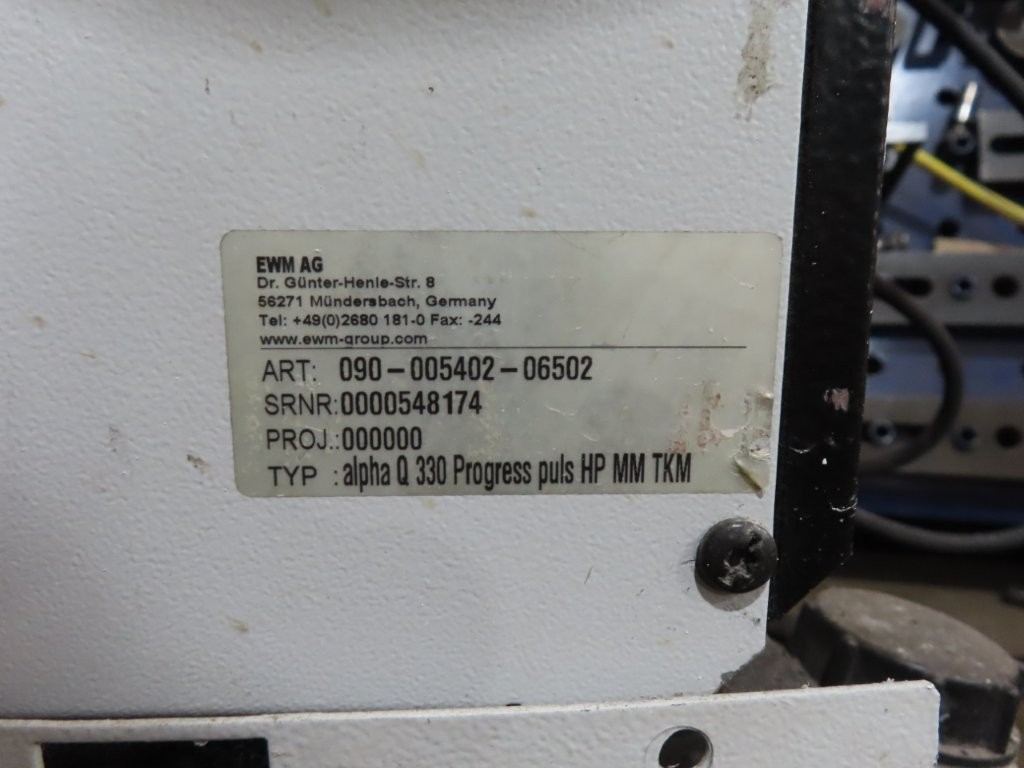 EWM AG
Dr. Günter-Henle-Str. 8
56271 Mündersbach, Germany
Tel: +49(0)2680 181-0 Fax: -244
www.ewm-group.com
ART: 090-005402-06502
SRNR:0000548174
PROJ.:000000
TYP : alpha Q 330 Progress puls HP MM TKM